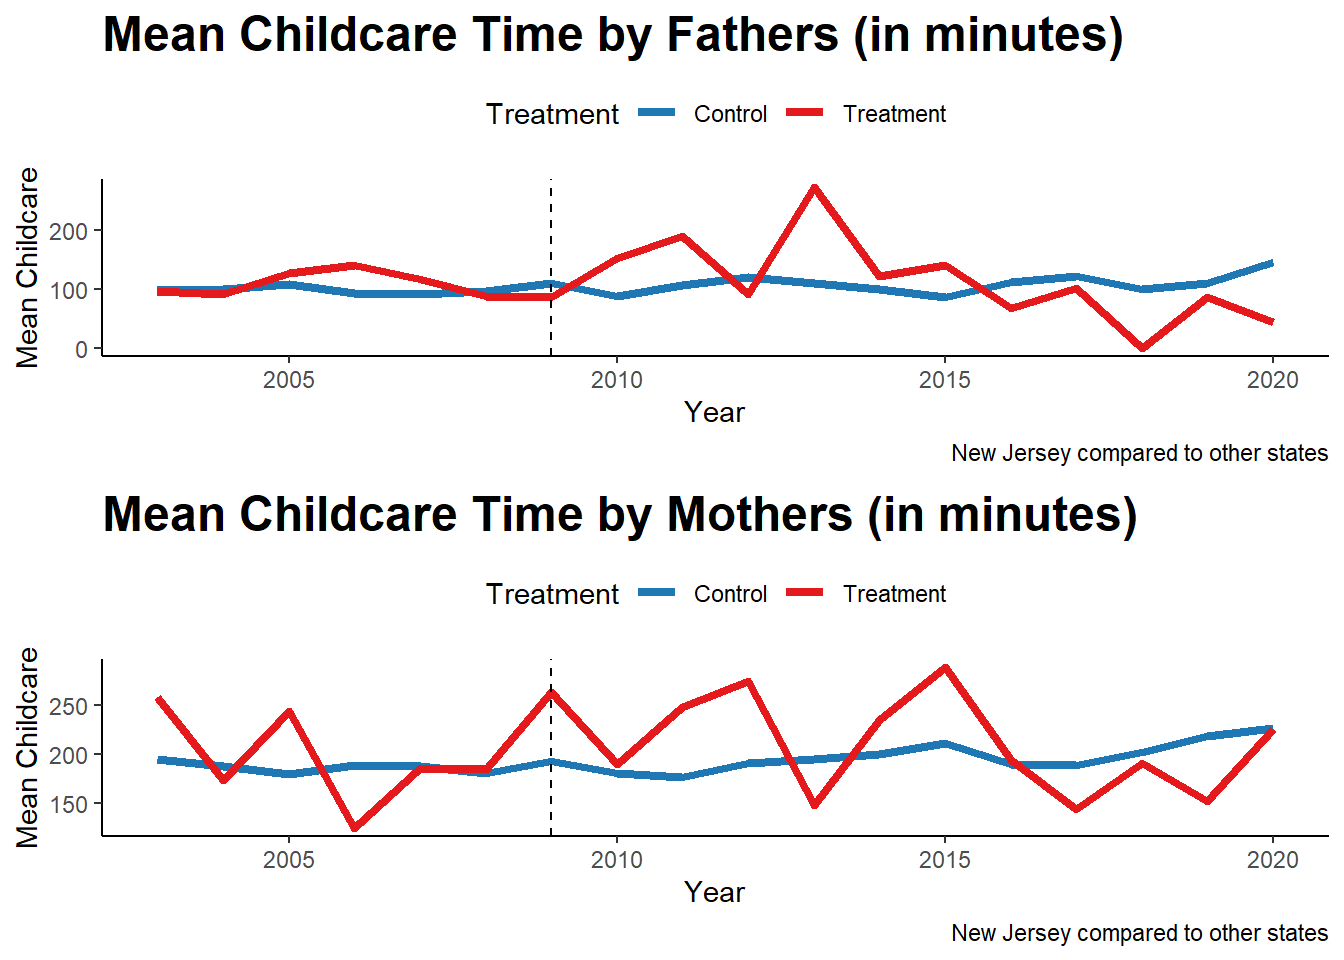 Mean Childcare Time by Fathers (in minutes)
Treatment Control Treatment
Mean Childcare
200
100
0
2005 2010 2015 2020
Year
New Jersey compared to other states
Mean Childcare Time by Mothers (in minutes)
Treatment Control Treatment
Mean Childcare
250
200
150
2005 2010 2015 2020
Year
New Jersey compared to other states